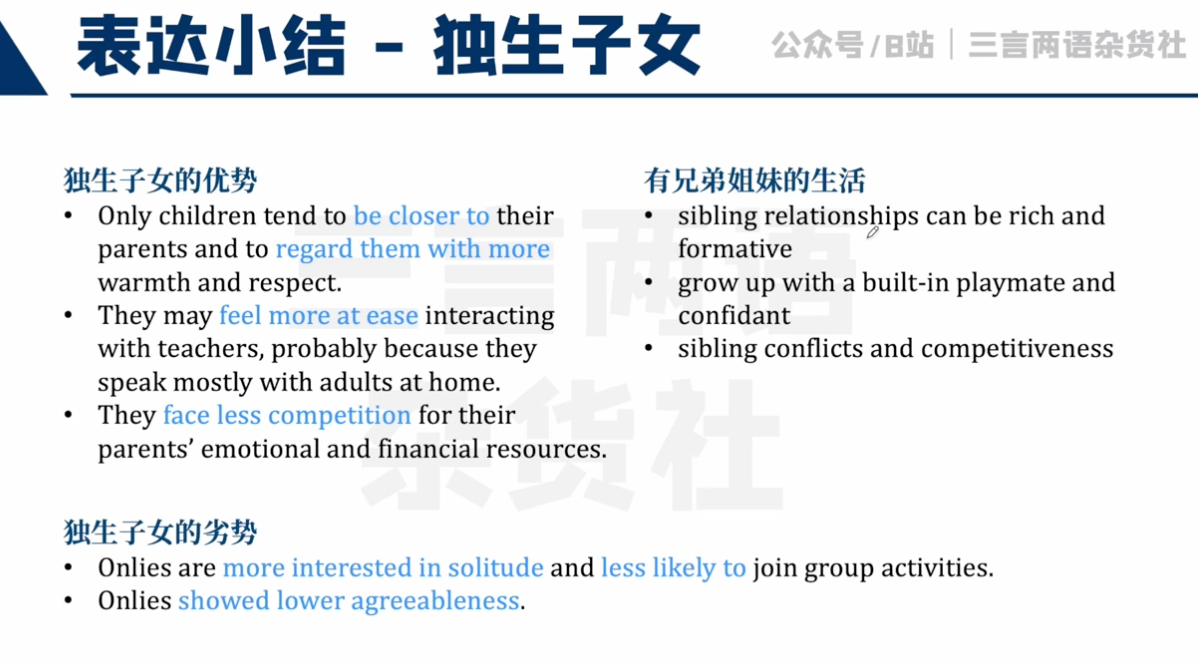 表达小结 – 独生子女
公众号/B站｜三言两语杂货社
独生子女的优势
• Only children tend to be closer to their
parents and to regard them with more
warmth and respect.
• They may feel more at ease interacting
with teachers, probably because they
speak mostly with adults at home.
• They face less competition for their
parents’ emotional and financial resources.
有兄弟姐妹的生活
• sibling relationships can be rich and
formative
• grow up with a built-in playmate and
confidant
• sibling conflicts and competitiveness
独生子女的劣势
• Onlies are more interested in solitude and less likely to join group activities.
• Onlies showed lower agreeableness.
三言两语
杂货社